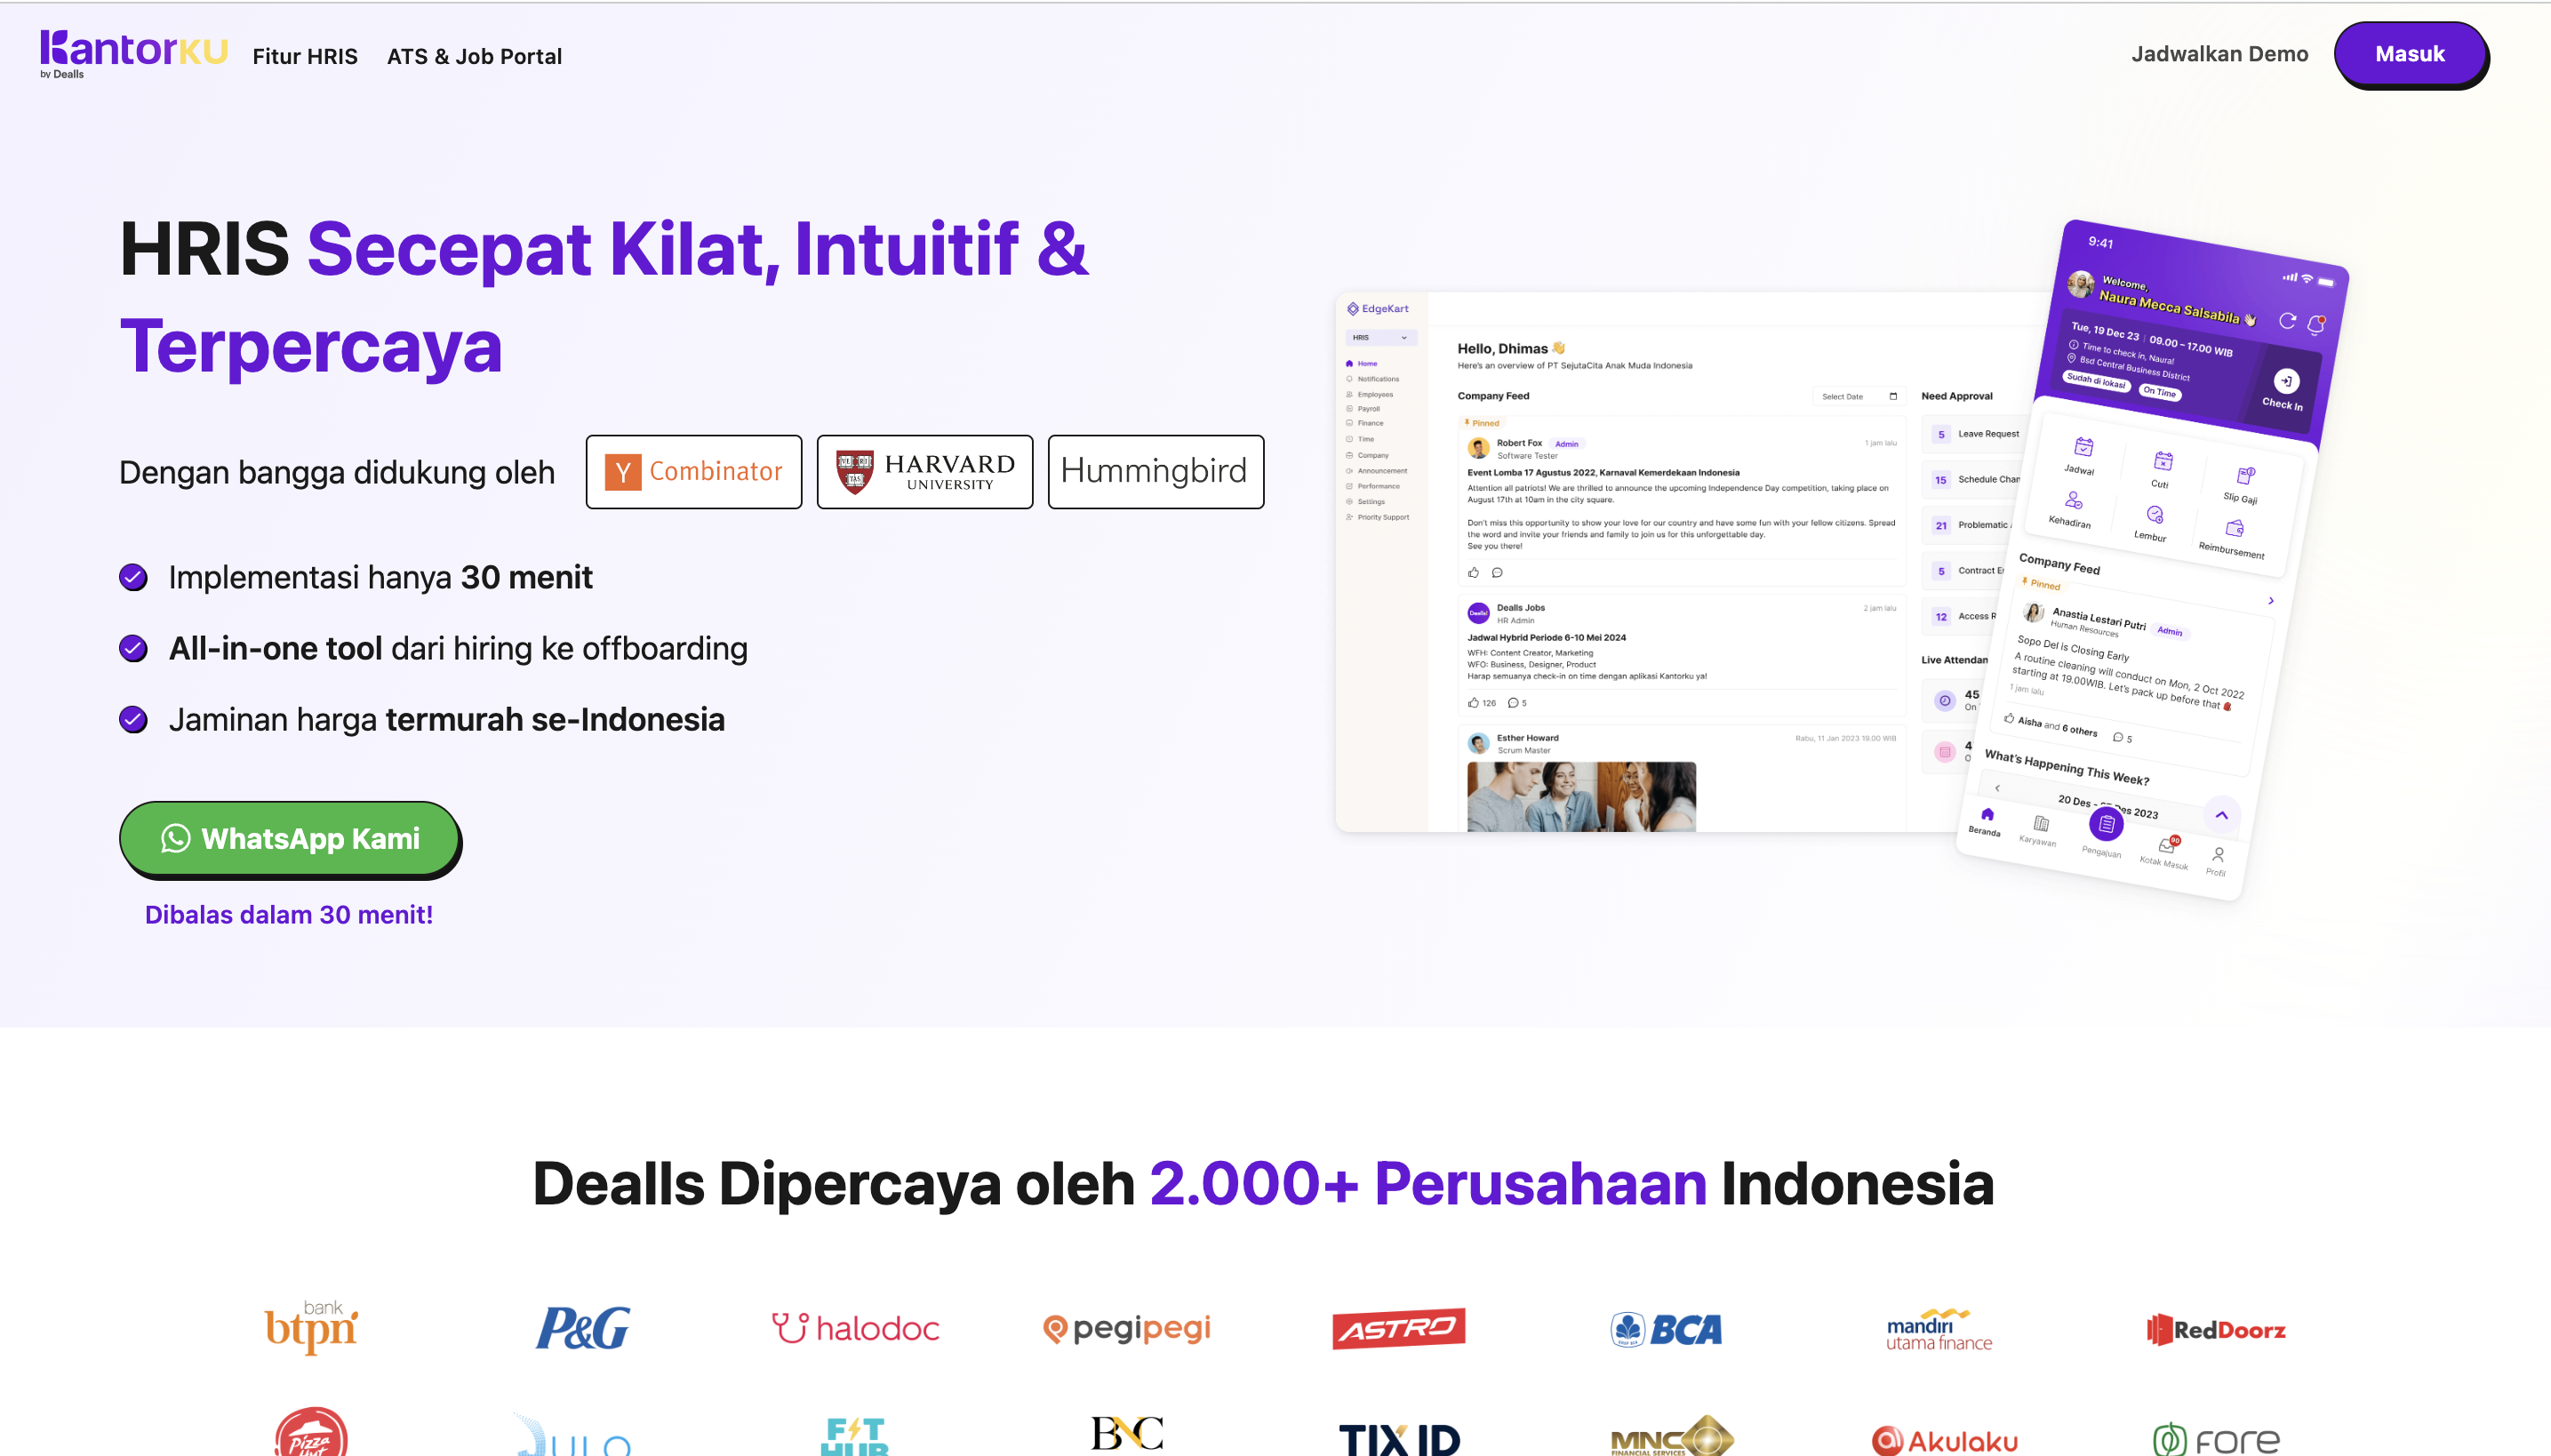 KantorKU
by Dealls
Fitur HRIS
ATS & Job Portal
Jadwalkan Demo
Masuk
HRIS Secepat Kilat, Intuitif &
Terpercaya
Dengan bangga didukung oleh
Y Combinator
HARVARD
UNIVERSITY
Hummingbird
Implementasi hanya 30 menit
All-in-one tool dari hiring ke offboarding
Jaminan harga termurah se-Indonesia
WhatsApp Kami
Dibalas dalam 30 menit!
EdgeKart
HRIS
Home
Notifications
Employees
Payroll
Finance
Time
Company
Announcement
Performance
Settings
Priority Support
Hello, Dhimas 👋
Here's an overview of PT SejutaCita Anak Muda Indonesia
Company Feed
Select Date
Pinned
Robert Fox Admin
1 jam lalu
Software Tester
Event Lomba 17 Agustus 2022, Karnaval Kemerdekaan Indonesia
Attention all patriots! We are thrilled to announce the upcoming Independence Day competition, taking place on
August 17th at 10am in the city square.
Don't miss this opportunity to show your love for our country and have some fun with your fellow citizens. Spread
the word and invite your friends and family to join us for this unforgettable day.
See you there!
Dealls!
Dealls Jobs
2 jam lalu
HR Admin
Jadwal Hybrid Periode 6-10 Mei 2024
WFH: Content Creator, Marketing
WFO: Business, Designer, Product
Harap semuanya check-in on time dengan aplikasi Kantorku ya!
126
5
Esther Howard
Rabu, 11 Jan 2023 19.00 WIB
Scrum Master
Need Approval
5 Leave Request
15 Schedule Chan
21 Problematic
5 Contract E
12 Access R
Live Attendan
45
On
4
9:41
Welcome,
Naura Mecca Salsabila 👋
Tue, 19 Dec 23 | 09.00 – 17.00 WIB
Time to check in, Naura!
Bsd Central Business District
Sudah di lokasi
On Time
Check In
Jadwal
Cuti
Slip Gaji
Kehadiran
Lembur
Reimbursement
Company Feed
Pinned
Anastia Lestari Putri Admin
Human Resources
Sopo Del is Closing Early
A routine cleaning will conduct on Mon, 2 Oct 2022
starting at 19.00WIB. Let's pack up before that
1 jam lalu
Aisha and 6 others
5
What's Happening This Week?
20 Des - Des 2023
Beranda
Karyawan
Pengajuan
90
Kotak Masuk
Profil
Dealls Dipercaya oleh 2.000+ Perusahaan Indonesia
bank
btpn
P&G
halodoc
pegipegi
ASTRO
BCA
mandiri
utama finance
RedDoorz
Pizza
Hut
JULO
FIT
HUB
BNC
TIX ID
MNC
FINANCIAL SERVICES
Akulaku
FORE